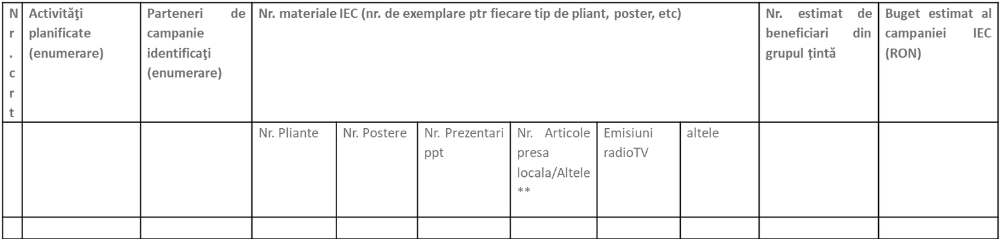 N
r
.
c
r
t
Activităţi
planificate
(enumerare)
Parteneri de
campanie
identificaţi
(enumerare)
Nr. materiale IEC (nr. de exemplare ptr fiecare tip de pliant, poster, etc)
Nr. estimat de
beneficiari din
grupul țintă
Buget estimat al
campaniei IEC
(RON)
Nr. Pliante
Nr. Postere
Nr. Prezentari
ppt
Nr. Articole
presa
locala/Altele
**
Emisiuni
radioTV
altele